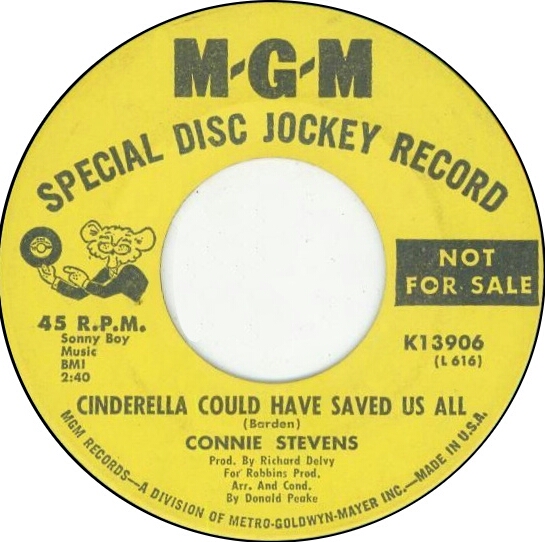 M-G-M
SPECIAL DISC JOCKEY RECORD
NOT
FOR SALE
45 R.P.M.
Sonny Boy
Music
BMI
2:40
K13906
(L 616)
CINDERELLA COULD HAVE SAVED US ALL
(Barden)
CONNIE STEVENS
Prod. By Richard Delvy
For Robbins Prod.
Arr. And Cond.
By Donald Peake
MGM RECORDS—A DIVISION OF METRO-GOLDWYN-MAYER INC.—MADE IN U.S.A.